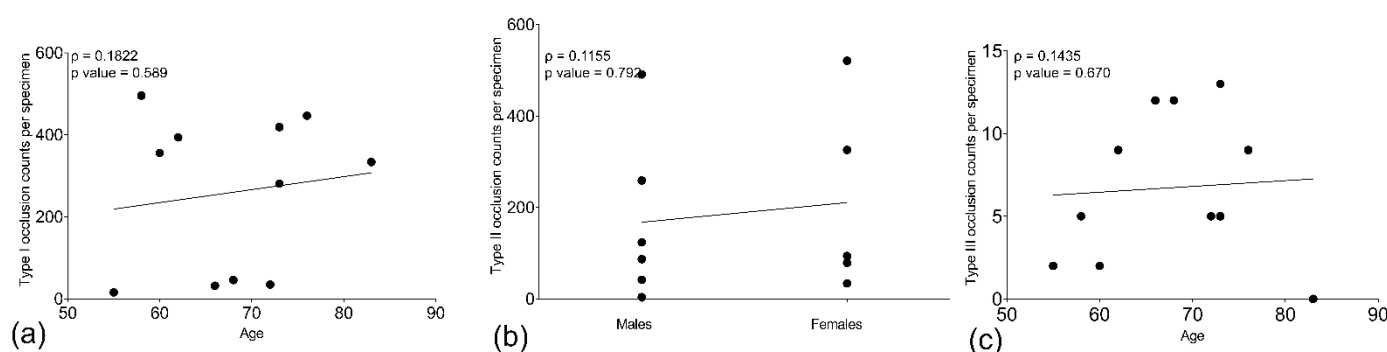 ρ = 0.1822
p value = 0.589
Type I occlusion counts per specimen
600
400
200
0
50
60
70
80
90
Age
(a)
ρ = 0.1155
p value = 0.792
Type II occlusion counts per specimen
600
400
200
0
Males
Females
(b)
ρ = 0.1435
p value = 0.670
Type III occlusion counts per specimen
15
10
5
0
50
60
70
80
90
Age
(c)